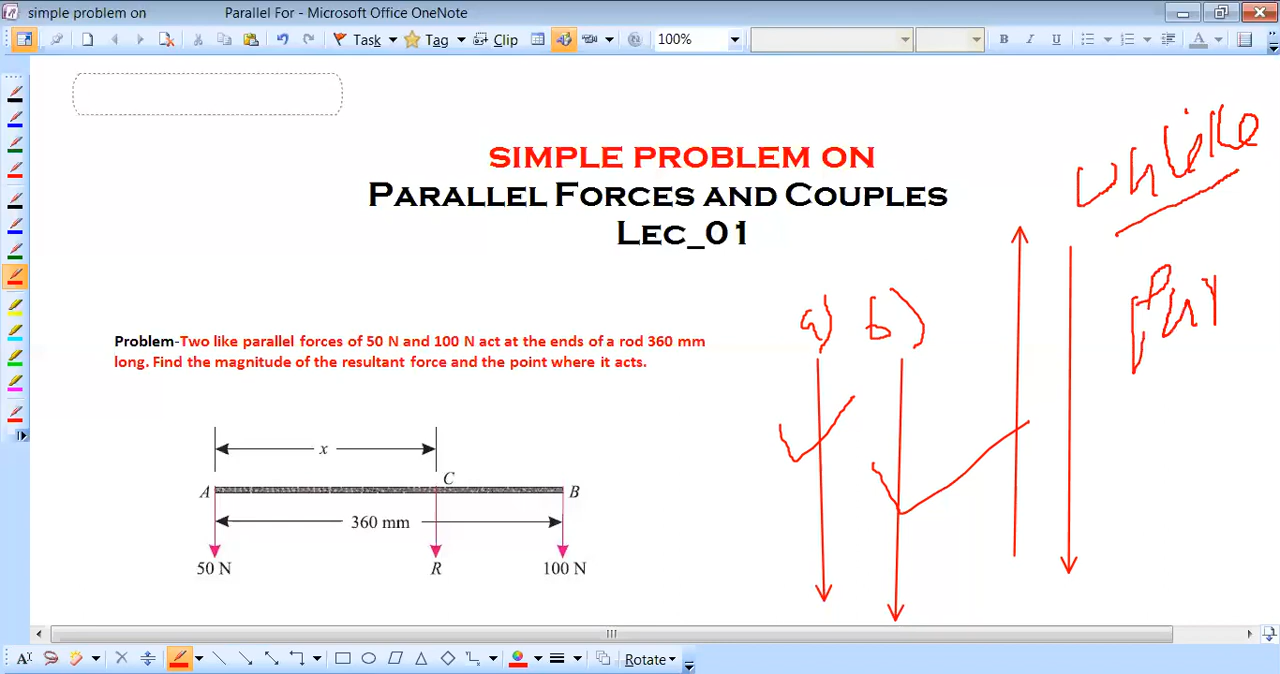 simple problem on Parallel For - Microsoft Office OneNote
Task Tag Clip 100% B I U A
SIMPLE PROBLEM ON
PARALLEL FORCES AND COUPLES
LEC_01
unlike
par
a) b)
Problem-Two like parallel forces of 50 N and 100 N act at the ends of a rod 360 mm
long. Find the magnitude of the resultant force and the point where it acts.
x
A C B
360 mm
50 N R 100 N
A Rotate